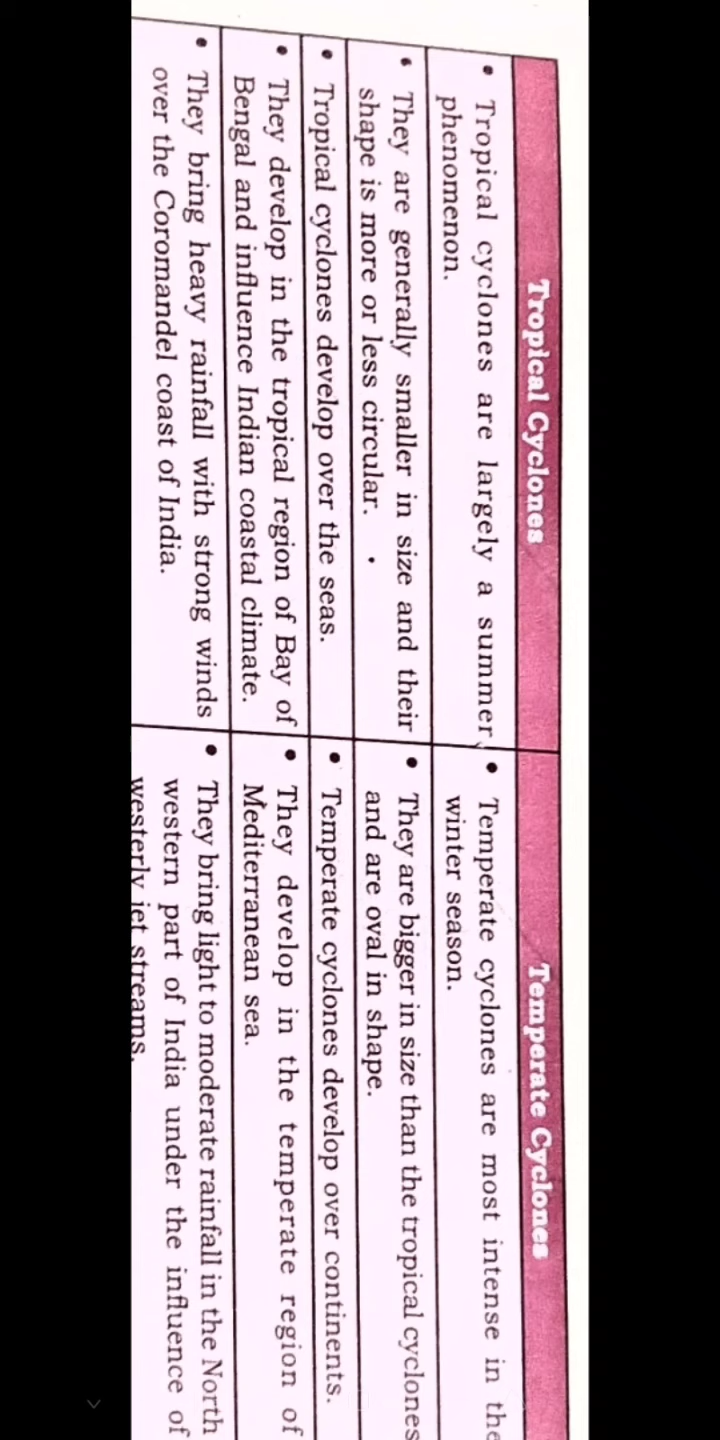 Tropical Cyclones
Temperate Cyclones
• Tropical cyclones are largely a summer
phenomenon.
• Temperate cyclones are most intense in the
winter season.
• They are generally smaller in size and their
shape is more or less circular.
• They are bigger in size than the tropical cyclones
and are oval in shape.
• Tropical cyclones develop over the seas.
• Temperate cyclones develop over continents.
• They develop in the tropical region of Bay of
Bengal and influence Indian coastal climate.
• They develop in the temperate region of
Mediterranean sea.
• They bring heavy rainfall with strong winds
over the Coromandel coast of India.
• They bring light to moderate rainfall in the North
western part of India under the influence of
westerly jet streams.